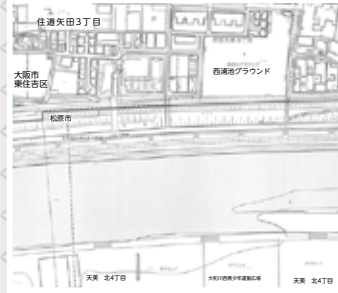 住道矢田3丁目
大阪市
東住吉区
西浦池グラウンド
松原市
天美 北4丁目
大和川西青少年運動広場
天美 北4丁目